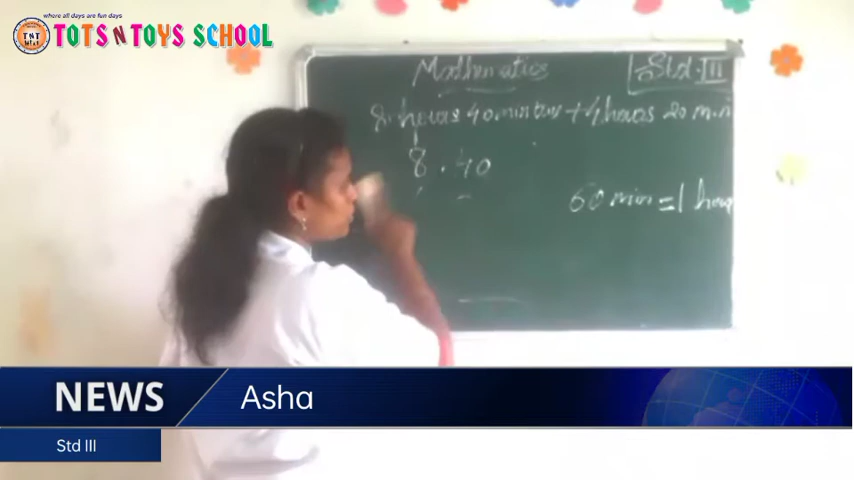 where all days are fun days
TNT
TOTS N TOYS SCHOOL
Mathematics
Std. III
8. hours 40 minutes + 4 hours 20 min
8.40
60 min = 1 hour
NEWS
Asha
Std III